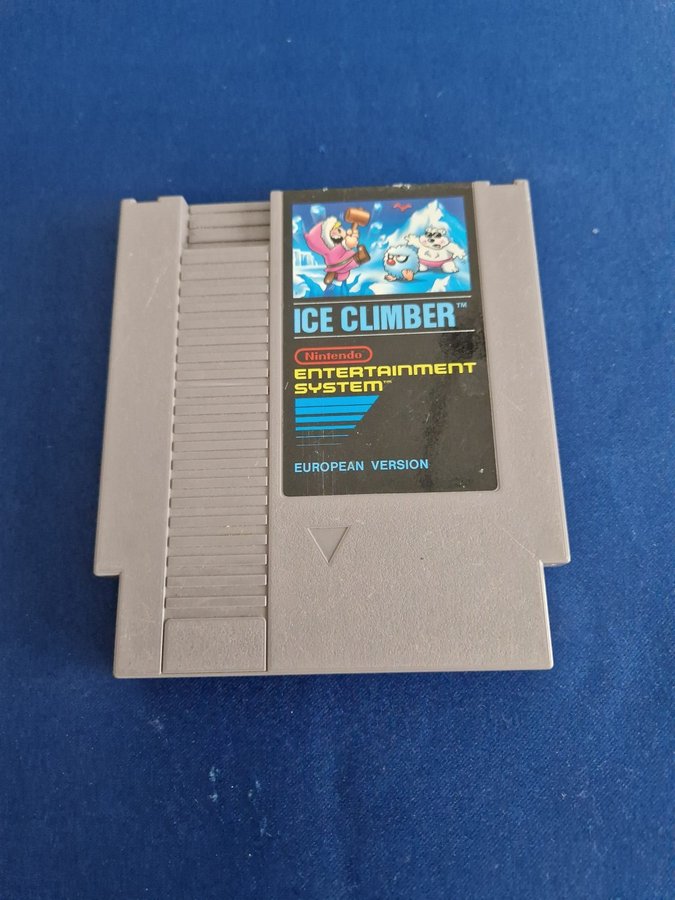 ICE CLIMBER™
Nintendo
ENTERTAINMENT
SYSTEM™
EUROPEAN VERSION